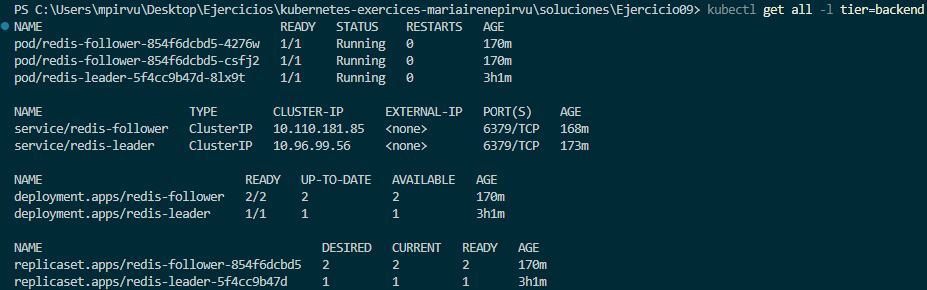 PS C:\Users\mpirvu\Desktop\Ejercicios\kubernetes-exercices-mariairenepirvu\soluciones\Ejercicio09> kubectl get all -l tier=backend
NAME READY STATUS RESTARTS AGE
pod/redis-follower-854f6dcbd5-4276w 1/1 Running 0 170m
pod/redis-follower-854f6dcbd5-csfj2 1/1 Running 0 170m
pod/redis-leader-5f4cc9b47d-8lx9t 1/1 Running 0 3h1m
NAME TYPE CLUSTER-IP EXTERNAL-IP PORT(S) AGE
service/redis-follower ClusterIP 10.110.181.85 <none> 6379/TCP 168m
service/redis-leader ClusterIP 10.96.99.56 <none> 6379/TCP 173m
NAME READY UP-TO-DATE AVAILABLE AGE
deployment.apps/redis-follower 2/2 2 2 170m
deployment.apps/redis-leader 1/1 1 1 3h1m
NAME DESIRED CURRENT READY AGE
replicaset.apps/redis-follower-854f6dcbd5 2 2 2 170m
replicaset.apps/redis-leader-5f4cc9b47d 1 1 1 3h1m